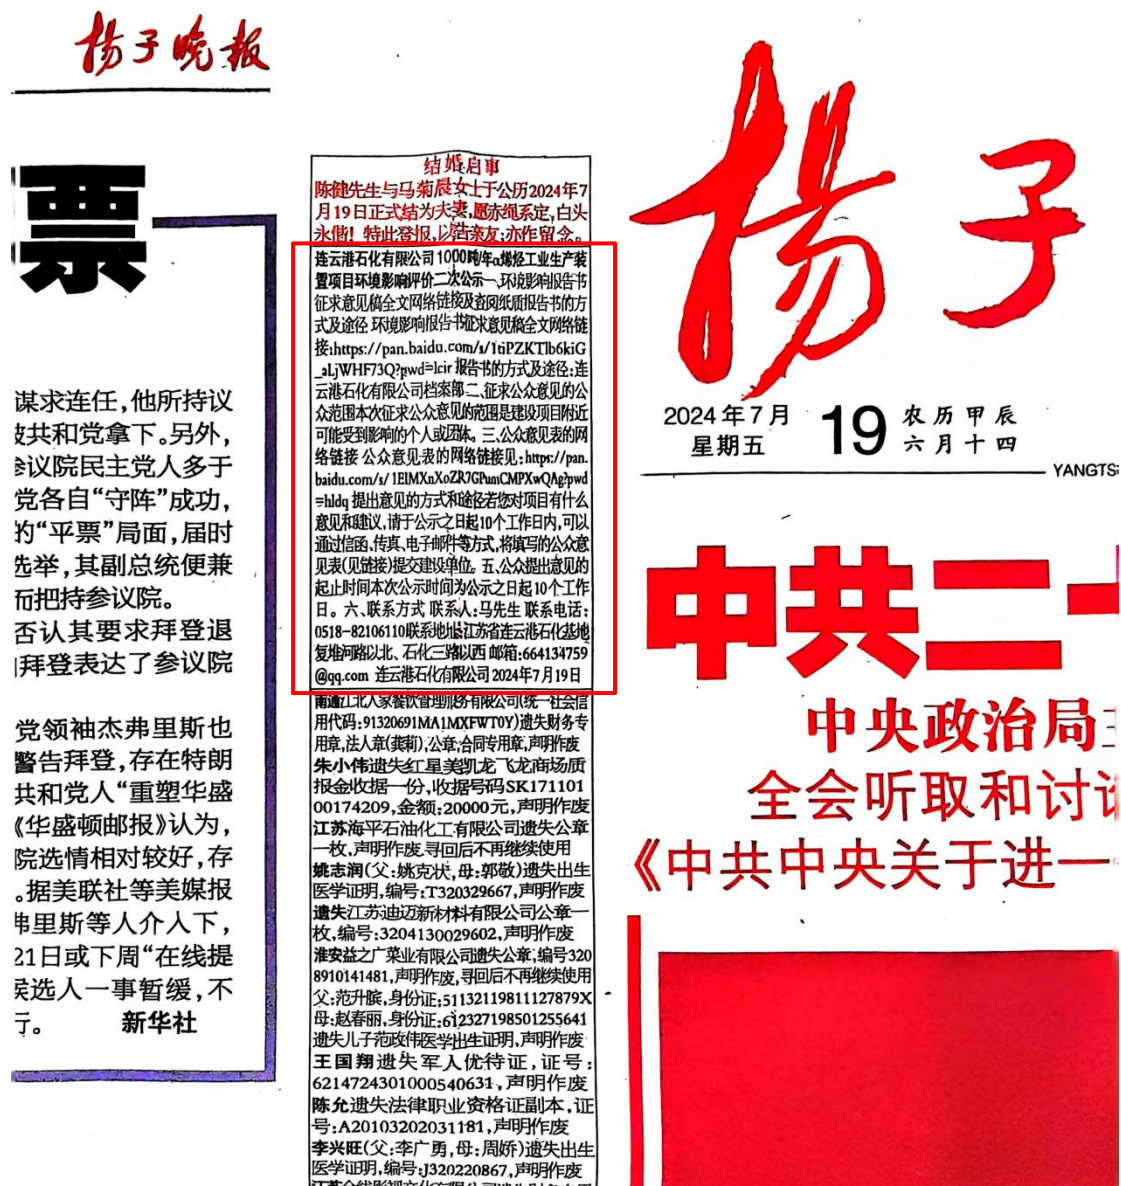 扬子晚报
票
谋求连任,他所持议
被共和党拿下。另外,
参议院民主党人多于
党各自“守阵”成功,
的“平票”局面,届时
选举,其副总统便兼
而把持参议院。
否认其要求拜登退
拜登表达了参议院
党领袖杰弗里斯也
警告拜登,存在特朗
共和党人“重塑华盛
《华盛顿邮报》认为,
院选情相对较好,存
。据美联社等美媒报
弗里斯等人介入下,
21日或下周“在线提
候选人一事暂缓,不
行。 新华社
结婚启事
陈健先生与马菊晨女士于公历2024年7
月19日正式结为夫妻,愿赤绳系定,白头
永偕!特此登报,以告亲友;亦作留念。
连云港石化有限公司1000吨/年α烯烃工业生产装
置项目环境影响评价二次公示一、环境影响报告书
征求意见稿全文网络链接及查阅纸质报告书的方
式及途径 环境影响报告书征求意见稿全文网络链
接:https://pan.baidu.com/s/1tiPZKTlb6kiG
_aLjWHF73Q?pwd=lcir 报告书的方式及途径:连
云港石化有限公司档案部二、征求公众意见的公
众范围本次征求公众意见的范围是建设项目附近
可能受到影响的个人或团体。三、公众意见表的网
络链接 公众意见表的网络链接见:https://pan.
baidu.com/s/1EIMXnXoZR7GPumCMPXwQAg?pwd
=hldq 提出意见的方式和途径若您对项目有什么
意见和建议,请于公示之日起10个工作日内,可以
通过信函、传真、电子邮件等方式,将填写的公众意
见表(见链接)提交建设单位。五、公众提出意见的
起止时间本次公示时间为公示之日起10个工作
日。六、联系方式 联系人:马先生 联系电话:
0518-82106110联系地址:江苏省连云港石化基地
复堆河路以北、石化三路以西 邮箱:664134759
@qq.com 连云港石化有限公司 2024年7月19日
南通江北人家餐饮管理服务有限公司(统一社会信
用代码:91320691MA1MXFWT0Y)遗失财务专
用章,法人章(龚莉),公章,合同专用章,声明作废
朱小伟遗失红星美凯龙飞龙商场质
报金收据一份,收据号码SK171101
00174209,金额:20000元,声明作废
江苏海平石油化工有限公司遗失公章
一枚,声明作废,寻回后不再继续使用
姚志润(父:姚克状,母:郭敬)遗失出生
医学证明,编号:T320329667,声明作废
遗失江苏迪迈新材料有限公司公章一
枚,编号:3204130029602,声明作废
淮安益之广菜业有限公司遗失公章,编号320
8910141481,声明作废,寻回后不再继续使用
父:范升膑,身份证:51132119811127879X
母:赵春丽,身份证:612327198501255641
遗失儿子范政伟医学出生证明,声明作废
王国翔遗失军人优待证,证号:
6214724301000540631,声明作废
陈允遗失法律职业资格证副本,证
号:A20103202031181,声明作废
李兴旺(父:李广勇,母:周娇)遗失出生
医学证明,编号:J320220867,声明作废
扬子
2024年7月
星期五
19
农历甲辰
六月十四
YANGTS
中共二十
中央政治局主
全会听取和讨论
《中共中央关于进一